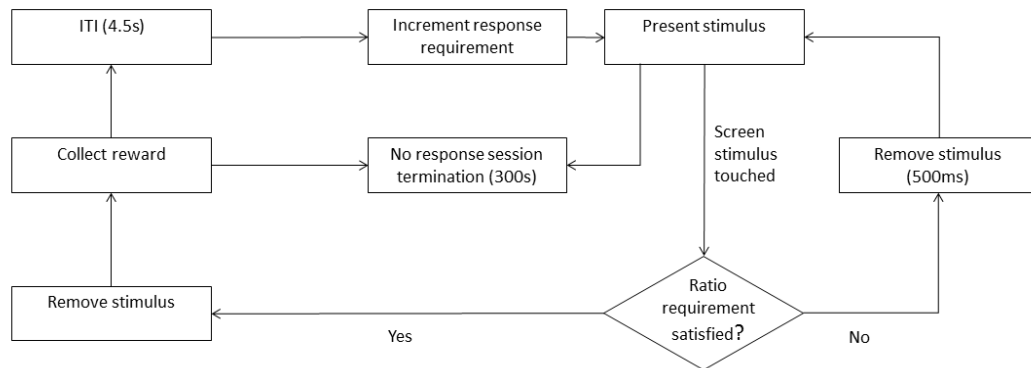 ITI (4.5s)
Increment response
requirement
Present stimulus
Collect reward
No response session
termination (300s)
Screen
stimulus
touched
Remove stimulus
(500ms)
Remove stimulus
Ratio
requirement
satisfied?
Yes
No